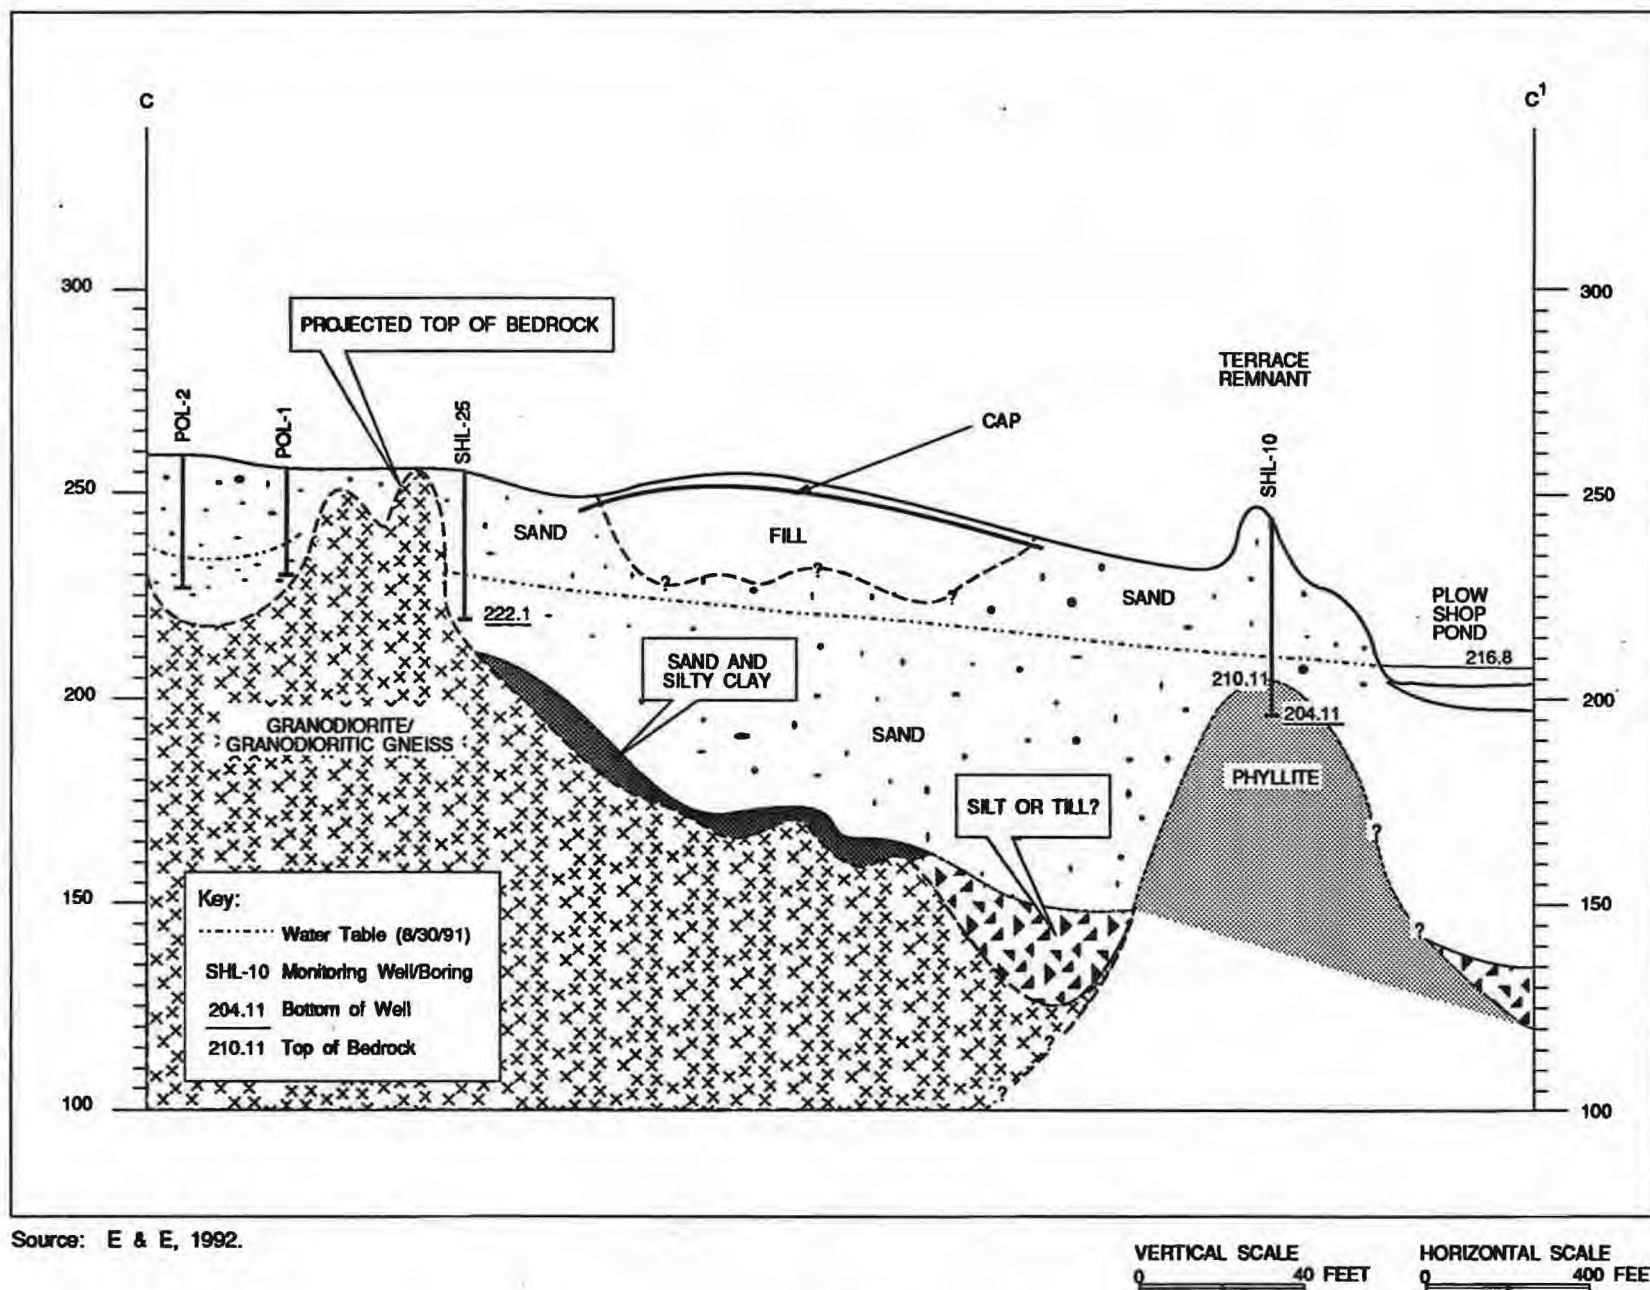 C
C1
300
300
PROJECTED TOP OF BEDROCK
TERRACE
REMNANT
CAP
POL-2
POL-1
SHL-25
SHL-10
250
250
SAND
FILL
SAND
PLOW
SHOP
POND
216.8
222.1
SAND AND
SILTY CLAY
210.11
204.11
200
200
GRANODIORITE/
GRANODIORITIC GNEISS
SAND
PHYLLITE
SILT OR TILL?
?
?
?
?
?
?
?
150
150
Key:
Water Table (8/30/91)
SHL-10 Monitoring Well/Boring
204.11 Bottom of Well
210.11 Top of Bedrock
100
100
Source: E & E, 1992.
VERTICAL SCALE
0 40 FEET
HORIZONTAL SCALE
0 400 FEE